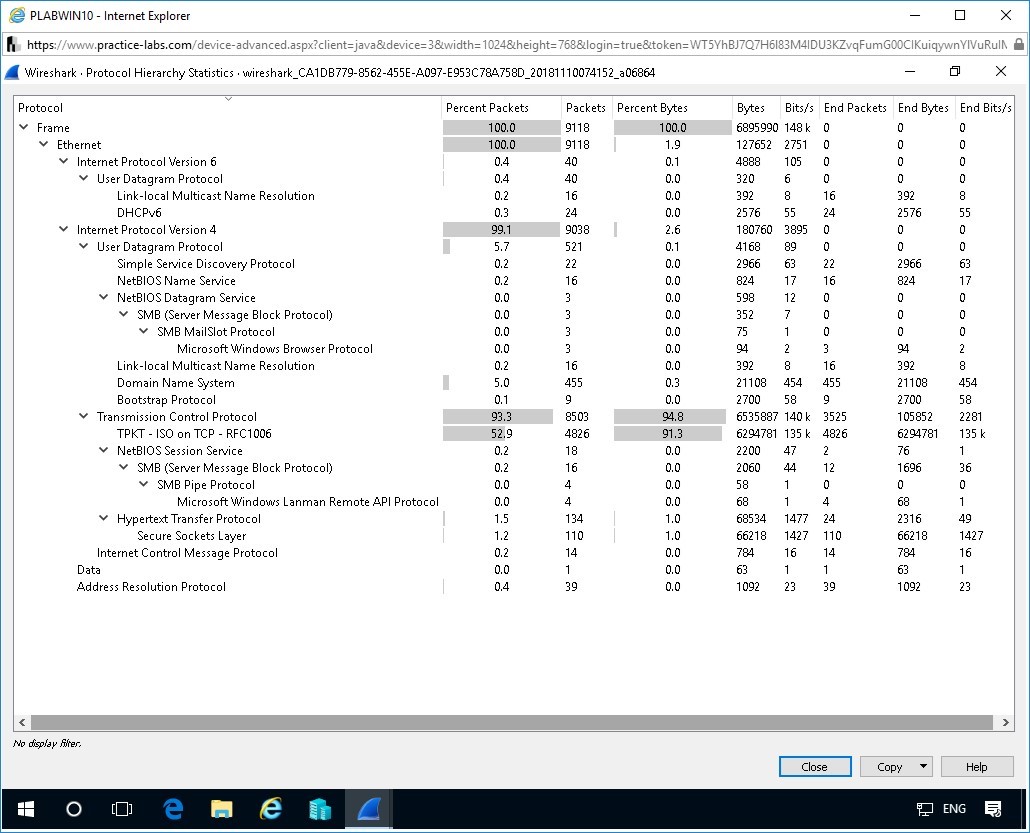 PLABWIN10 - Internet Explorer
https://www.practice-labs.com/device-advanced.aspx?client=java&device=3&width=1024&height=768&login=true&token=
Wireshark · Protocol Hierarchy Statistics · wireshark_CA1DB779-8562-455E-A097-E953C78A758D_20181110074152_a06864
Protocol Percent Packets Packets Percent Bytes Bytes Bits/s End Packets End Bytes End Bits/s
Frame 100.0 9118 100.0 6895990 148 k 0 0 0
Ethernet 100.0 9118 1.9 127652 2751 0 0 0
Internet Protocol Version 6 0.4 40 0.1 4888 105 0 0 0
User Datagram Protocol 0.4 40 0.0 320 6 0 0 0
Link-local Multicast Name Resolution 0.2 16 0.0 392 8 16 392 8
DHCPv6 0.3 24 0.0 2576 55 24 2576 55
Internet Protocol Version 4 99.1 9038 2.6 180760 3895 0 0 0
User Datagram Protocol 5.7 521 0.1 4168 89 0 0 0
Simple Service Discovery Protocol 0.2 22 0.0 2966 63 22 2966 63
NetBIOS Name Service 0.2 16 0.0 824 17 16 824 17
NetBIOS Datagram Service 0.0 3 0.0 598 12 0 0 0
SMB (Server Message Block Protocol) 0.0 3 0.0 352 7 0 0 0
SMB MailSlot Protocol 0.0 3 0.0 75 1 0 0 0
Microsoft Windows Browser Protocol 0.0 3 0.0 94 2 3 94 2
Link-local Multicast Name Resolution 0.2 16 0.0 392 8 16 392 8
Domain Name System 5.0 455 0.3 21108 454 455 21108 454
Bootstrap Protocol 0.1 9 0.0 2700 58 9 2700 58
Transmission Control Protocol 93.3 8503 94.8 6535887 140 k 3525 105852 2281
TPKT - ISO on TCP - RFC1006 52.9 4826 91.3 6294781 135 k 4826 6294781 135 k
NetBIOS Session Service 0.2 18 0.0 2200 47 2 76 1
SMB (Server Message Block Protocol) 0.2 16 0.0 2060 44 12 1696 36
SMB Pipe Protocol 0.0 4 0.0 58 1 0 0 0
Microsoft Windows Lanman Remote API Protocol 0.0 4 0.0 68 1 4 68 1
Hypertext Transfer Protocol 1.5 134 1.0 68534 1477 24 2316 49
Secure Sockets Layer 1.2 110 1.0 66218 1427 110 66218 1427
Internet Control Message Protocol 0.2 14 0.0 784 16 14 784 16
Data 0.0 1 0.0 63 1 1 63 1
Address Resolution Protocol 0.4 39 0.0 1092 23 39 1092 23
No display filter.
Close Copy Help
ENG